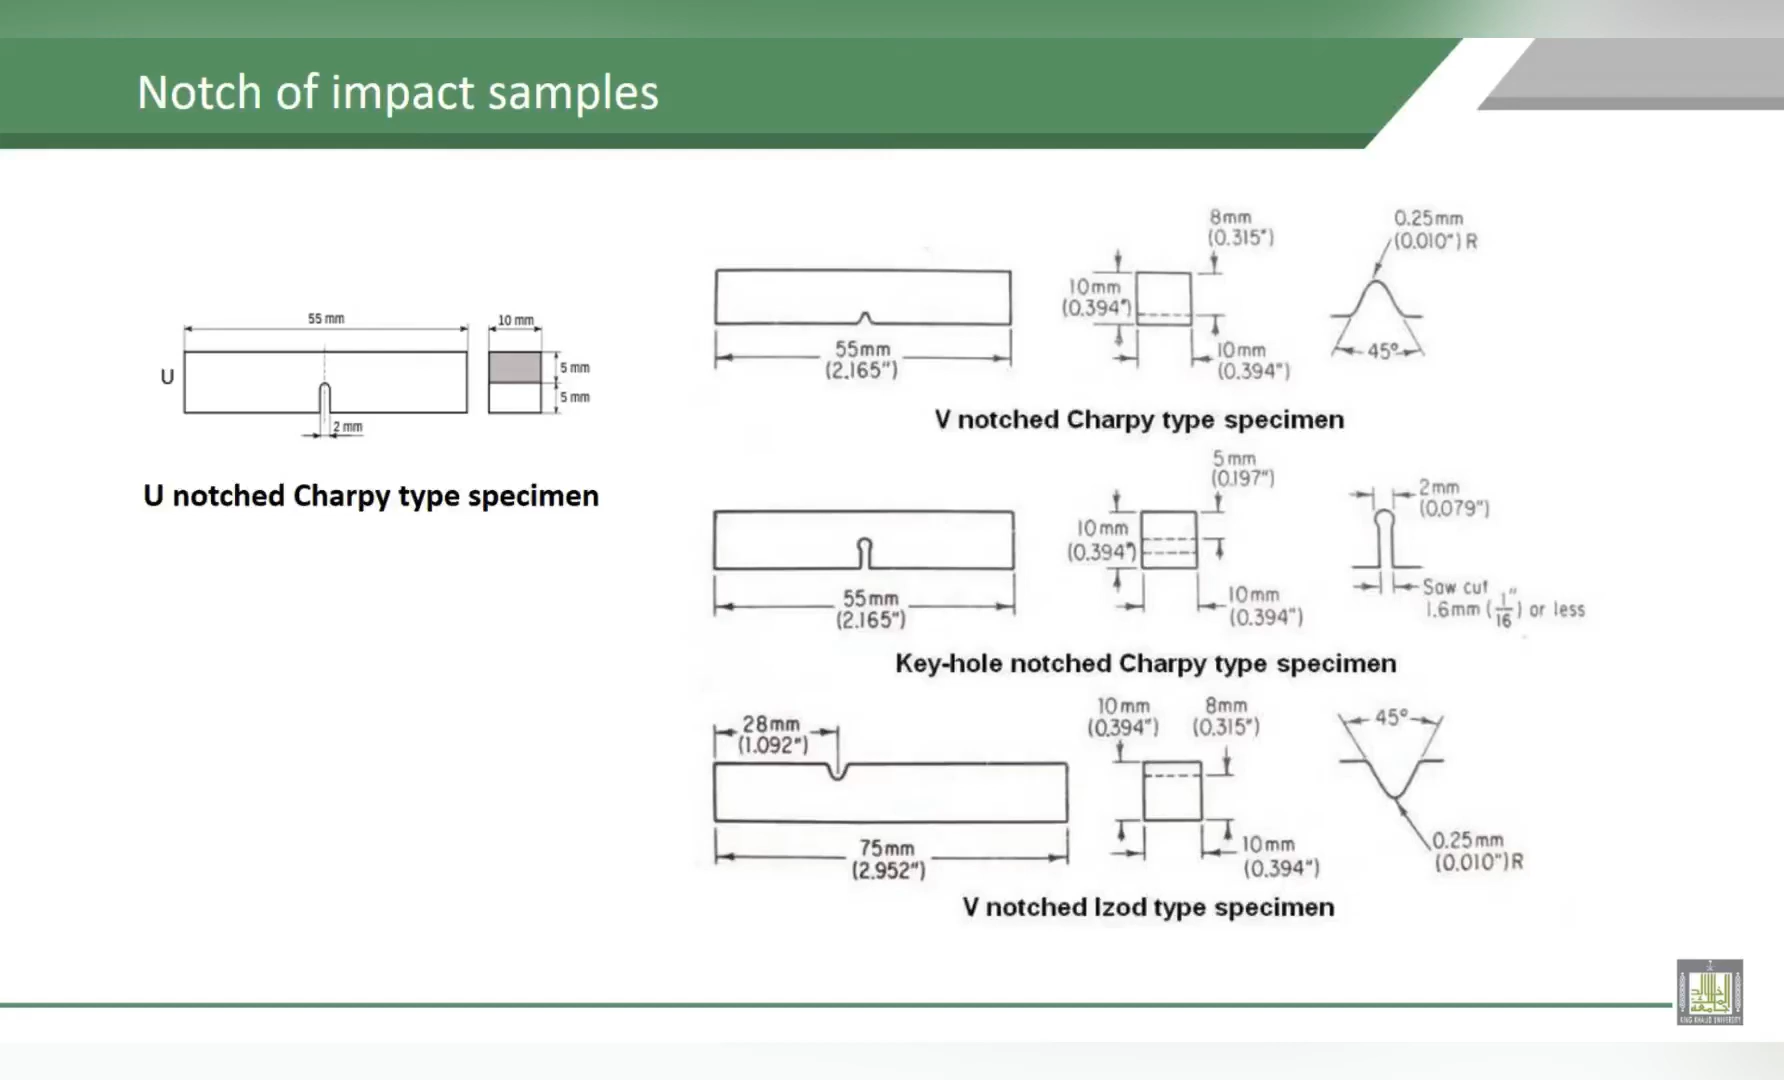 Notch of impact samples
55 mm
10 mm
U
5 mm
5 mm
2 mm
U notched Charpy type specimen
8mm
(0.315")
0.25mm
(0.010") R
10mm
(0.394")
55mm
(2.165")
10mm
(0.394")
45°
V notched Charpy type specimen
5mm
(0.197")
2mm
(0.079")
10mm
(0.394")
55mm
(2.165")
10mm
(0.394")
Saw cut
1.6mm (1/16") or less
Key-hole notched Charpy type specimen
28mm
(1.092")
10mm
(0.394")
8mm
(0.315")
45°
75mm
(2.952")
10mm
(0.394")
0.25mm
(0.010")R
V notched Izod type specimen
KING KHALID UNIVERSITY